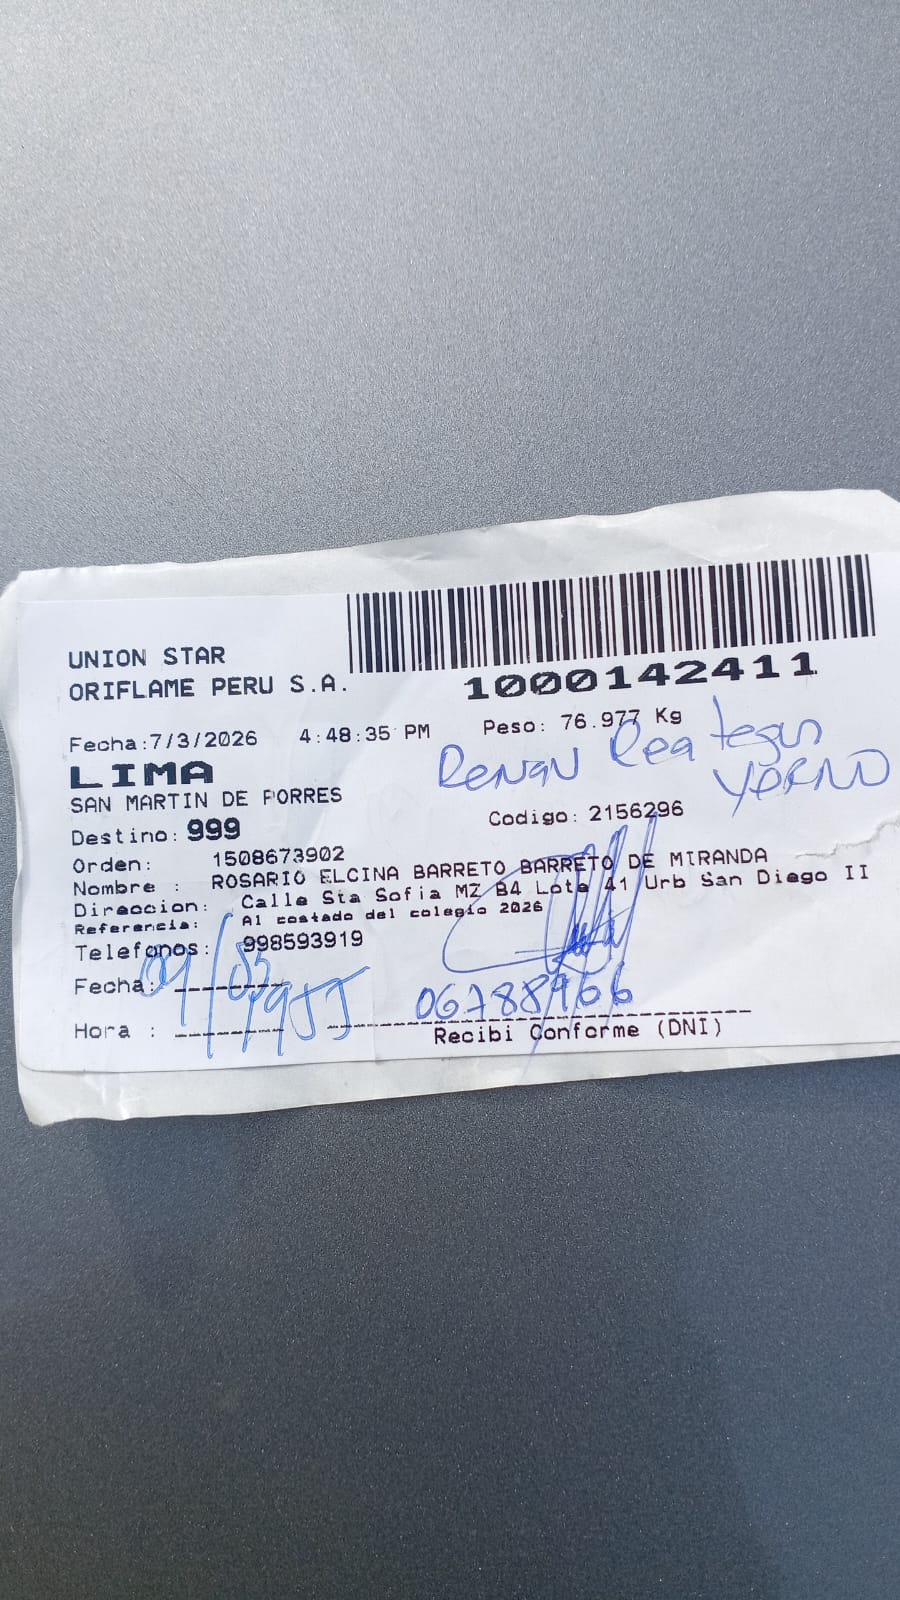 UNION STAR
ORIFLAME PERU S.A.
1000142411
Fecha:7/3/2026 4:48:35 PM Peso: 76.977 Kg
LIMA
Renan Reategui
YERNO
SAN MARTIN DE PORRES
Destino: 999 Codigo: 2156296
Orden: 1508673902
Nombre : ROSARIO ELCINA BARRETO BARRETO DE MIRANDA
Direccion: Calle Sta Sofia MZ B4 Lote 41 Urb San Diego II
Referencia: Al costado del colegio 2026
Telefonos: 998593919
Fecha: 09/03
Hora :
06788966
Recibi Conforme (DNI)